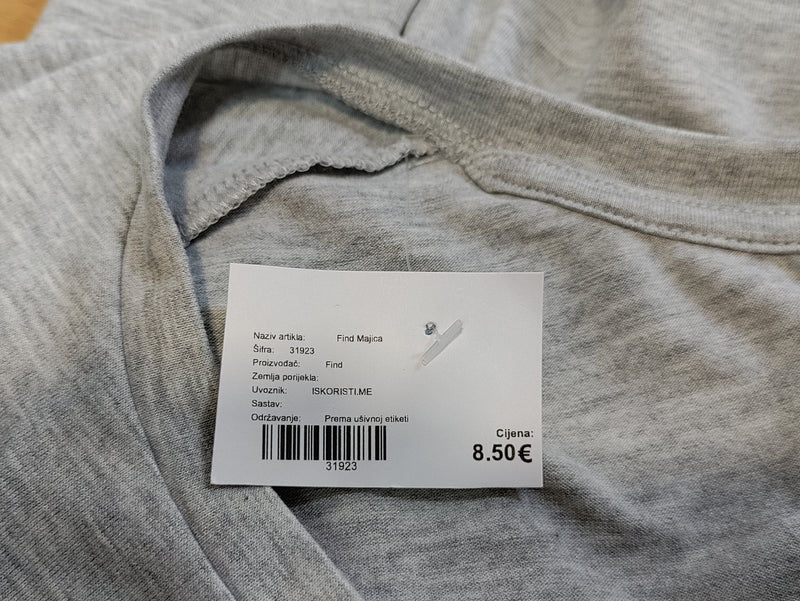 Naziv artikla: Find Majica
Šifra: 31923
Proizvođač: Find
Zemlja porijekla:
Uvoznik: ISKORISTI.ME
Sastav:
Održavanje: Prema ušivnoj etiketi
31923
Cijena:
8.50€